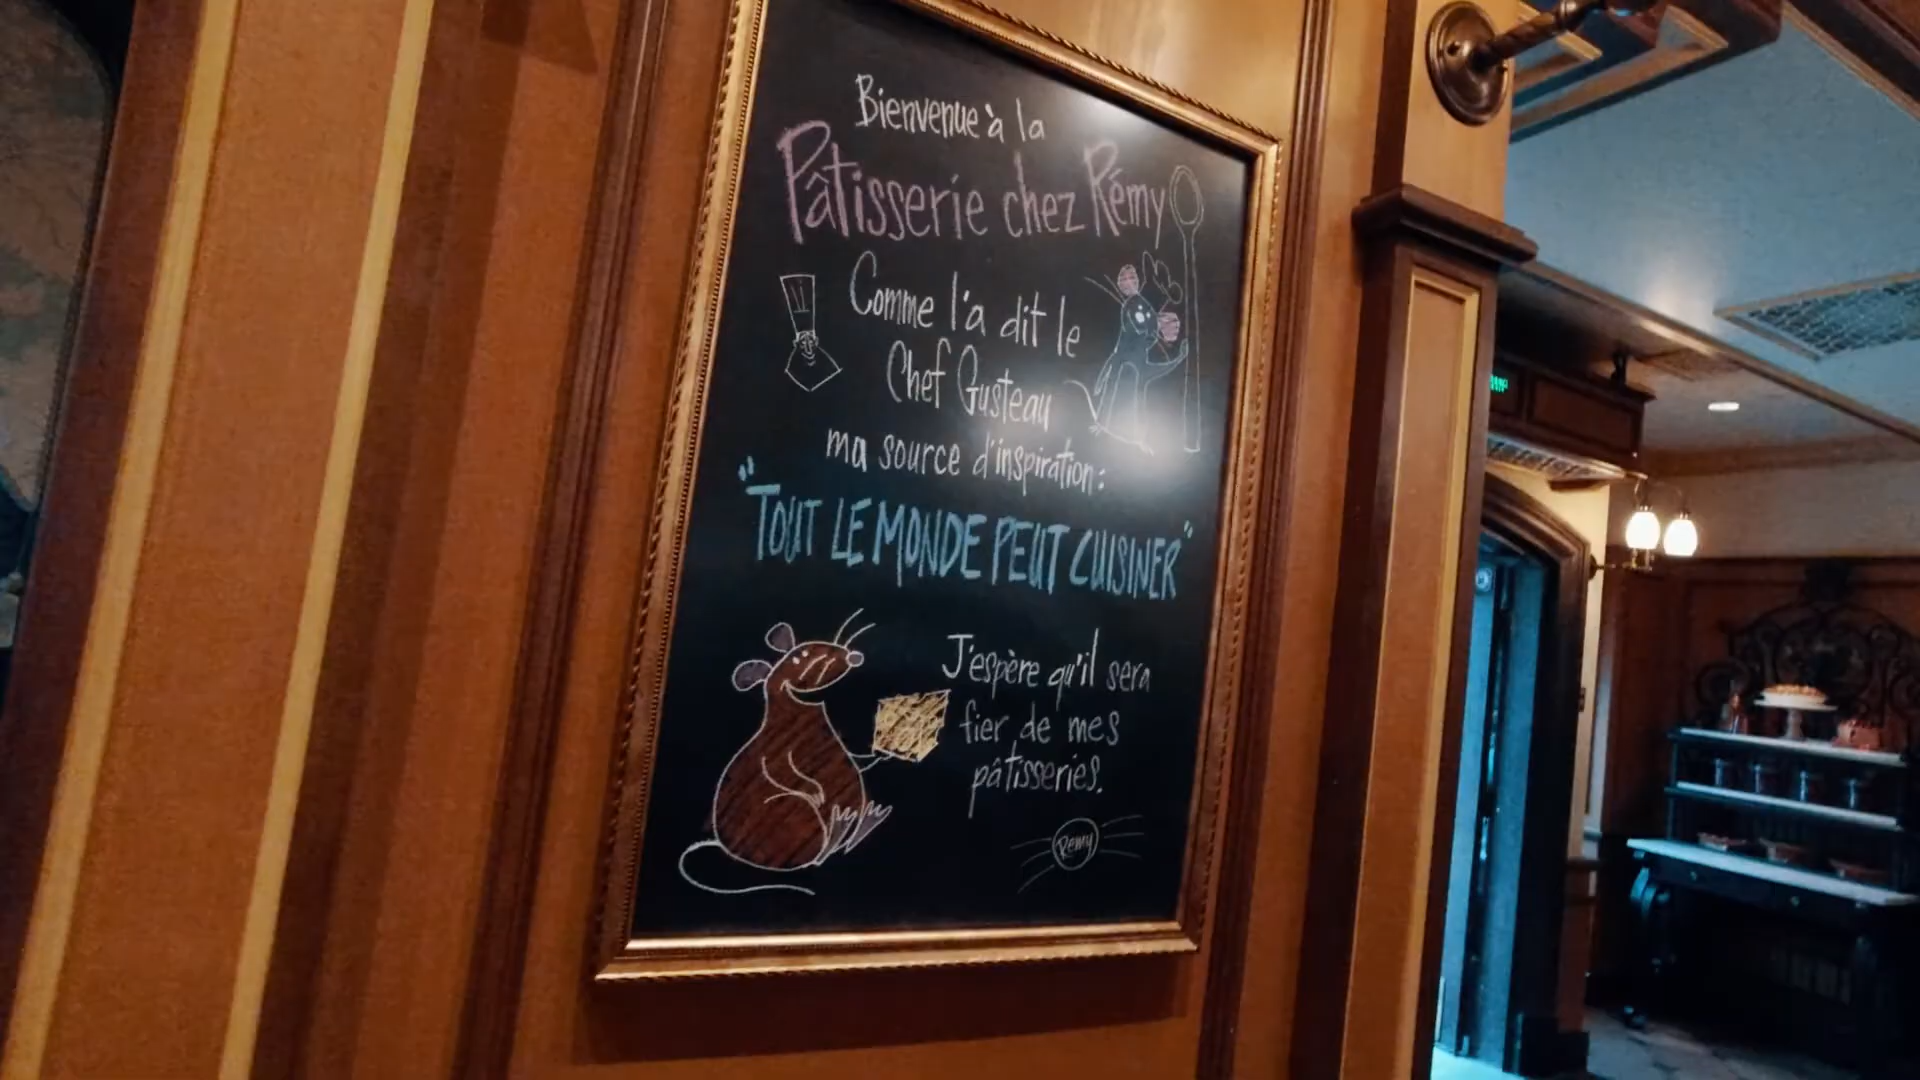 Bienvenue à la
Pâtisserie chez Rémy
Comme l'a dit le
Chef Gusteau
ma source d'inspiration:
"TOUT LE MONDE PEUT CUISINER"
J'espère qu'il sera
fier de mes
pâtisseries.
Remy